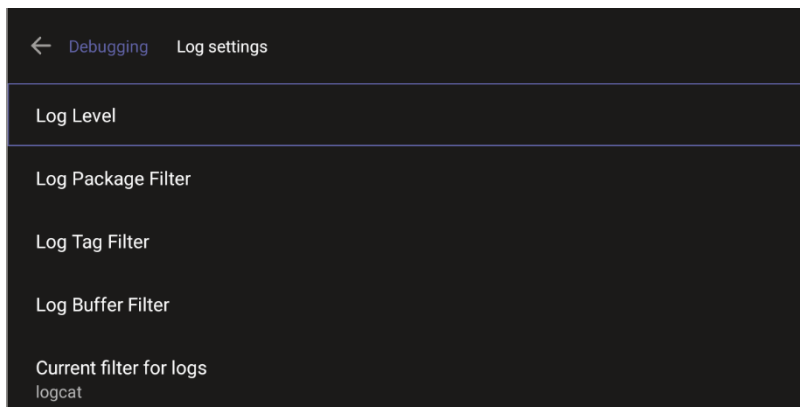 Debugging Log settings
Log Level
Log Package Filter
Log Tag Filter
Log Buffer Filter
Current filter for logs
logcat